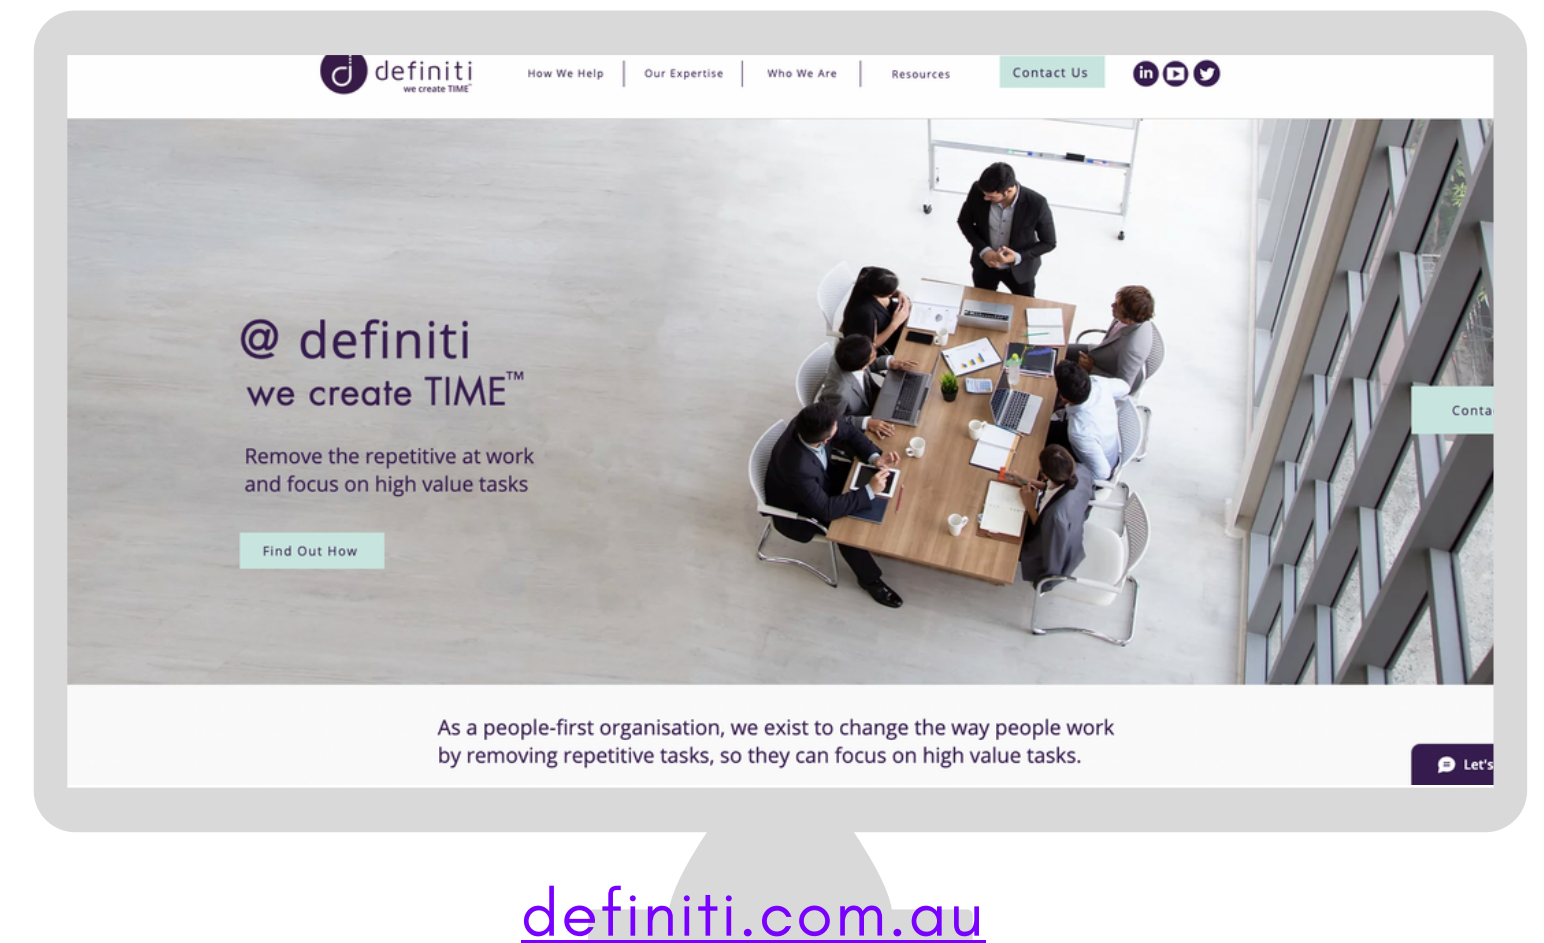 definiti
we create TIME™
How We Help
Our Expertise
Who We Are
Resources
Contact Us
in
@ definiti
we create TIME™
Remove the repetitive at work
and focus on high value tasks
Find Out How
Conta
As a people-first organisation, we exist to change the way people work
by removing repetitive tasks, so they can focus on high value tasks.
Let's
definiti.com.au